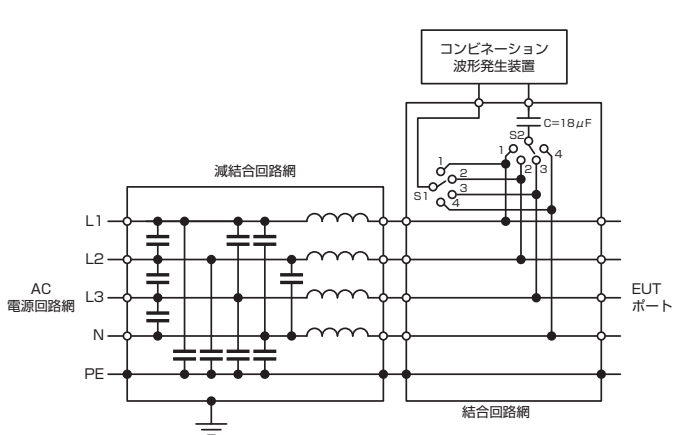 コンビネーション
波形発生装置
C=18μF
S2
1
4
2
3
1
2
3
4
S1
減結合回路網
L1
L2
L3
N
PE
AC
電源回路網
EUT
ポート
結合回路網